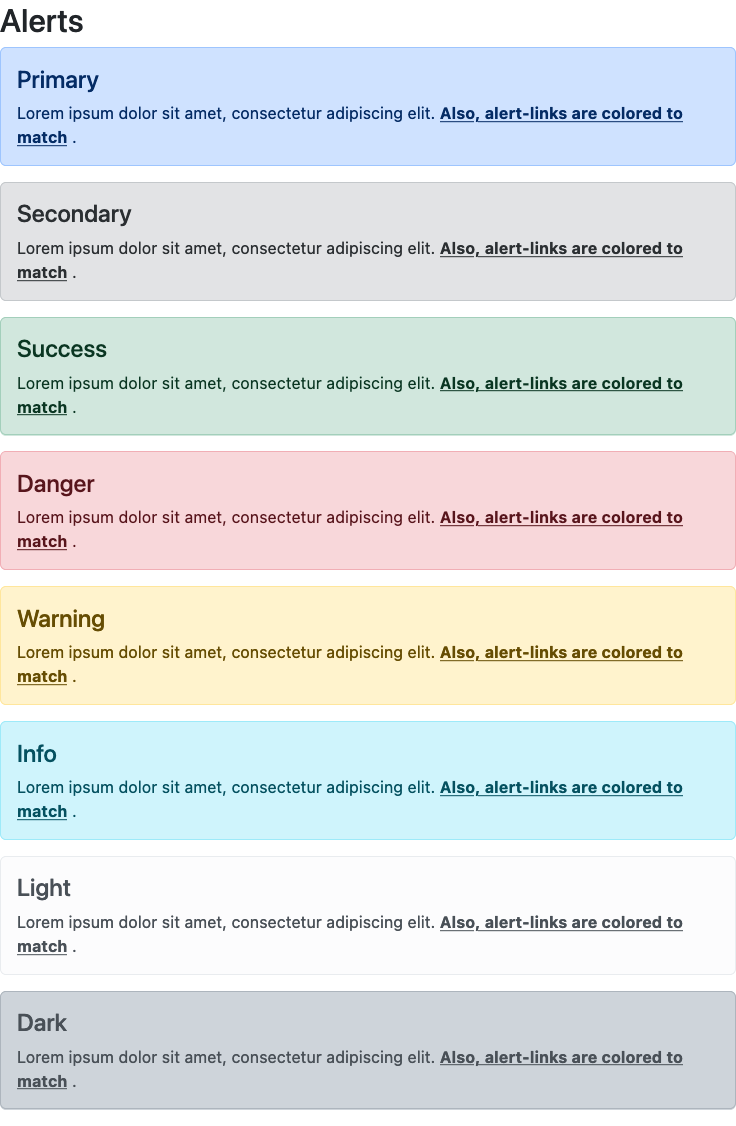 Alerts
Primary
Lorem ipsum dolor sit amet, consectetur adipiscing elit. Also, alert-links are colored to
match .
Secondary
Lorem ipsum dolor sit amet, consectetur adipiscing elit. Also, alert-links are colored to
match .
Success
Lorem ipsum dolor sit amet, consectetur adipiscing elit. Also, alert-links are colored to
match .
Danger
Lorem ipsum dolor sit amet, consectetur adipiscing elit. Also, alert-links are colored to
match .
Warning
Lorem ipsum dolor sit amet, consectetur adipiscing elit. Also, alert-links are colored to
match .
Info
Lorem ipsum dolor sit amet, consectetur adipiscing elit. Also, alert-links are colored to
match .
Light
Lorem ipsum dolor sit amet, consectetur adipiscing elit. Also, alert-links are colored to
match .
Dark
Lorem ipsum dolor sit amet, consectetur adipiscing elit. Also, alert-links are colored to
match .